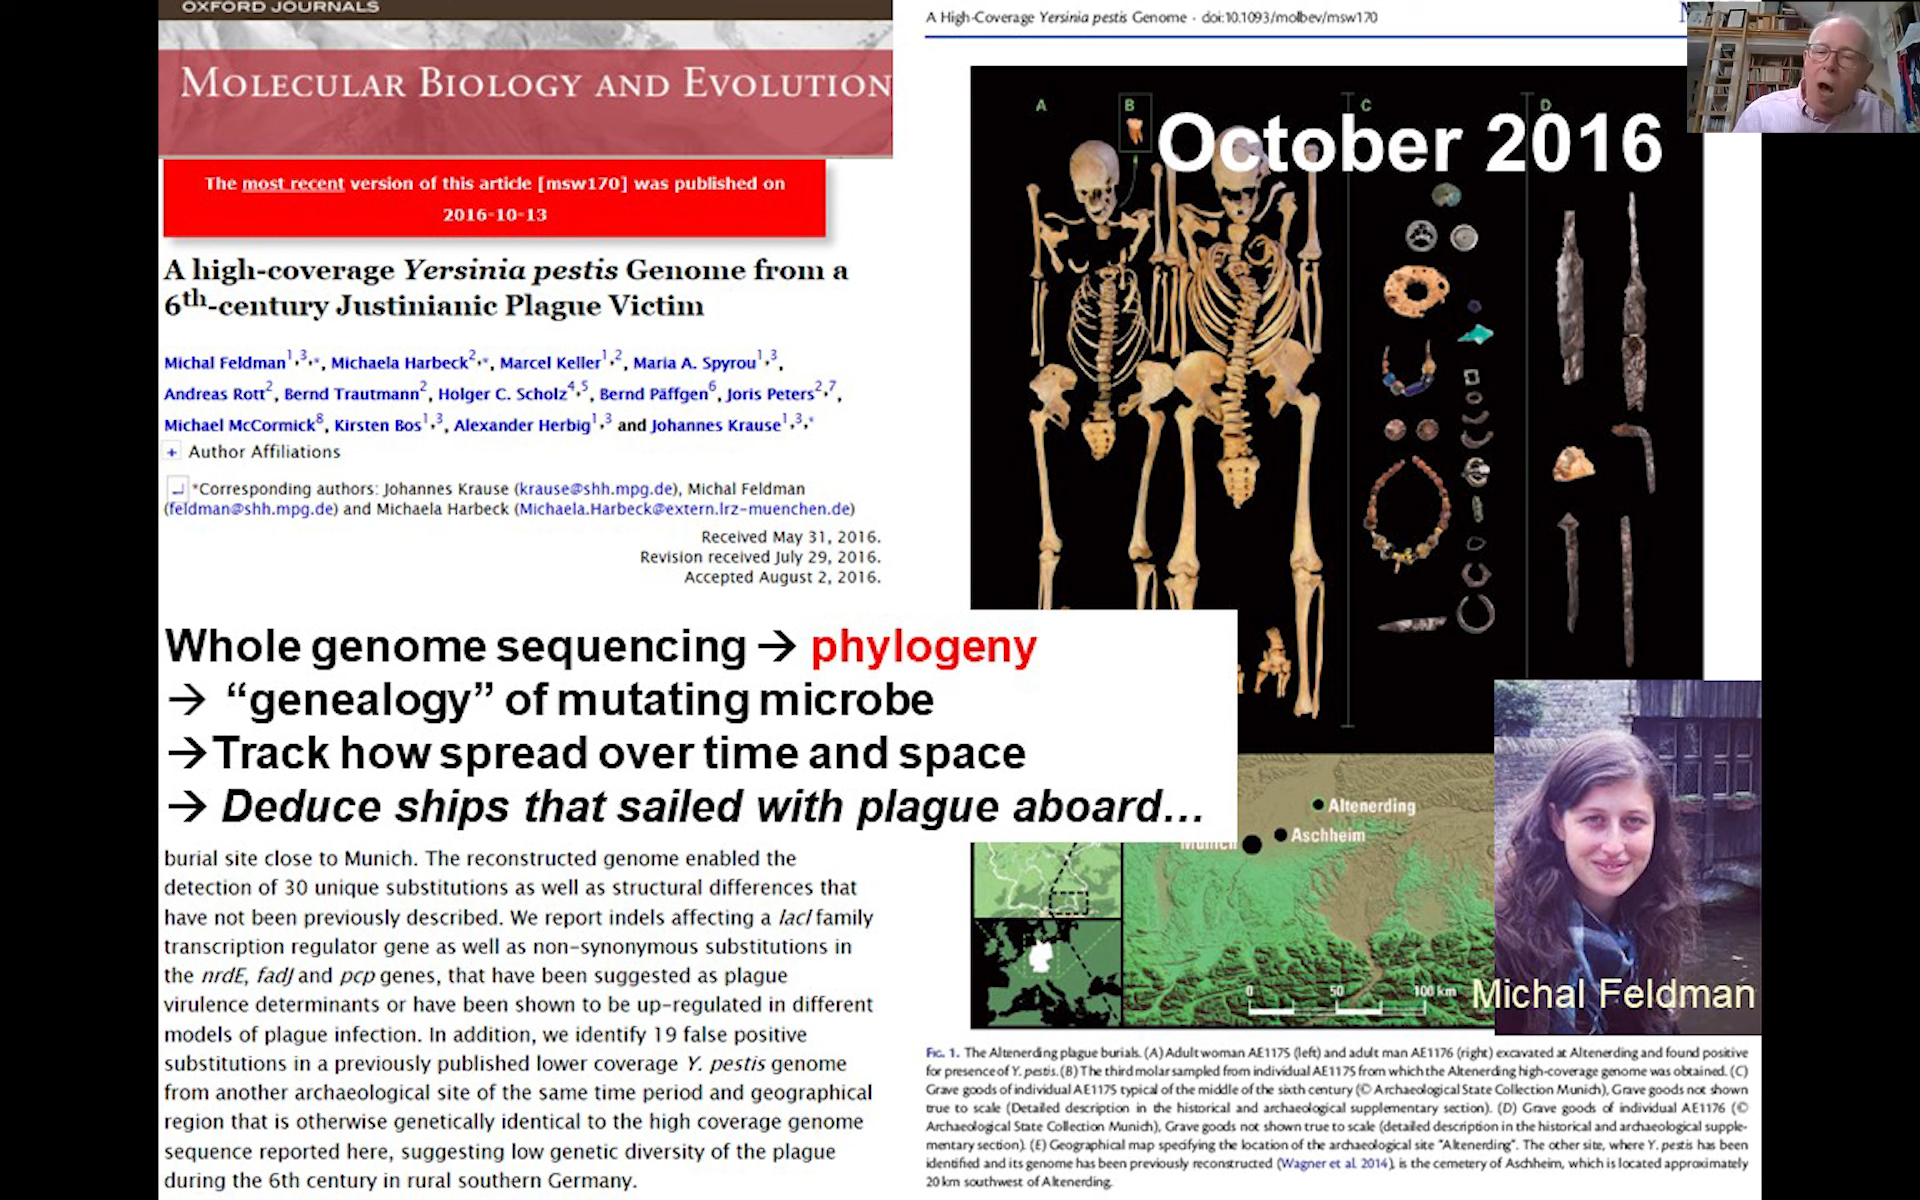 OXFORD JOURNALS
MOLECULAR BIOLOGY AND EVOLUTION
The most recent version of this article [msw170] was published on
2016-10-13
A high-coverage Yersinia pestis Genome from a
6th-century Justinianic Plague Victim
Michal Feldman1,3,*, Michaela Harbeck2,*, Marcel Keller1,2, Maria A. Spyrou1,3,
Andreas Rott2, Bernd Trautmann2, Holger C. Scholz4,5, Bernd Päffgen6, Joris Peters2,7,
Michael McCormick8, Kirsten Bos1,3, Alexander Herbig1,3 and Johannes Krause1,3,*
+ Author Affiliations
*Corresponding authors: Johannes Krause (krause@shh.mpg.de), Michal Feldman
(feldman@shh.mpg.de) and Michaela Harbeck (Michaela.Harbeck@extern.lrz-muenchen.de)
Received May 31, 2016.
Revision received July 29, 2016.
Accepted August 2, 2016.
Whole genome sequencing → phylogeny
→ “genealogy” of mutating microbe
→Track how spread over time and space
→ Deduce ships that sailed with plague aboard…
burial site close to Munich. The reconstructed genome enabled the
detection of 30 unique substitutions as well as structural differences that
have not been previously described. We report indels affecting a lacI family
transcription regulator gene as well as non-synonymous substitutions in
the nrdE, fadJ and pcp genes, that have been suggested as plague
virulence determinants or have been shown to be up-regulated in different
models of plague infection. In addition, we identify 19 false positive
substitutions in a previously published lower coverage Y. pestis genome
from another archaeological site of the same time period and geographical
region that is otherwise genetically identical to the high coverage genome
sequence reported here, suggesting low genetic diversity of the plague
during the 6th century in rural southern Germany.
A High-Coverage Yersinia pestis Genome · doi:10.1093/molbev/msw170
A
B
C
D
October 2016
Altenerding
Aschheim
Munich
0 50 100 km
Michal Feldman
FIG. 1. The Altenerding plague burials. (A) Adult woman AE1175 (left) and adult man AE1176 (right) excavated at Altenerding and found positive
for presence of Y. pestis. (B) The third molar sampled from individual AE1175 from which the Altenerding high-coverage genome was obtained. (C)
Grave goods of individual AE1175 typical of the middle of the sixth century (© Archaeological State Collection Munich), Grave goods not shown
true to scale (Detailed description in the historical and archaeological supplementary section). (D) Grave goods of individual AE1176 (©
Archaeological State Collection Munich), Grave goods not shown true to scale (detailed description in the historical and archaeological supple-
mentary section). (E) Geographical map specifying the location of the archaeological site "Altenerding". The other site, where Y. pestis has been
identified and its genome has been previously reconstructed (Wagner et al. 2014), is the cemetery of Aschheim, which is located approximately
20 km southwest of Altenerding.